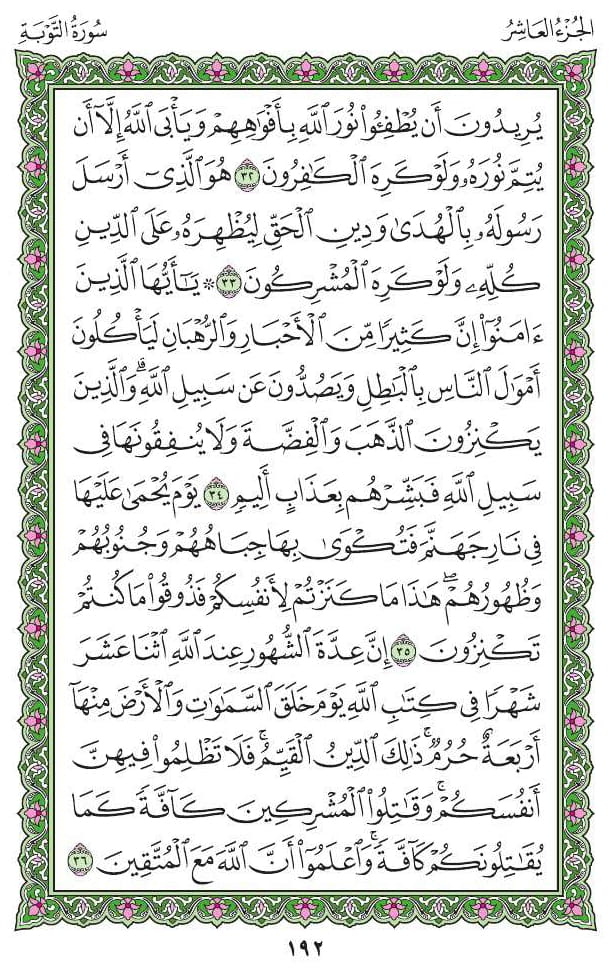 الجُزْءُ العَاشِرُ
سُورَةُ التَّوْبَةِ
يُرِيدُونَ أَن يُطْفِـُٔوا۟ نُورَ ٱللَّهِ بِأَفْوَٰهِهِمْ وَيَأْبَى ٱللَّهُ إِلَّآ أَن
يُتِمَّ نُورَهُۥ وَلَوْ كَرِهَ ٱلْكَـٰفِرُونَ ٣٢ هُوَ ٱلَّذِىٓ أَرْسَلَ
رَسُولَهُۥ بِٱلْهُدَىٰ وَدِينِ ٱلْحَقِّ لِيُظْهِرَهُۥ عَلَى ٱلدِّينِ
كُلِّهِۦ وَلَوْ كَرِهَ ٱلْمُشْرِكُونَ ٣٣ * يَـٰٓأَيُّهَا ٱلَّذِينَ
ءَامَنُوٓا۟ إِنَّ كَثِيرًا مِّنَ ٱلْأَحْبَارِ وَٱلرُّهْبَانِ لَيَأْكُلُونَ
أَمْوَٰلَ ٱلنَّاسِ بِٱلْبَـٰطِلِ وَيَصُدُّونَ عَن سَبِيلِ ٱللَّهِ ۗ وَٱلَّذِينَ
يَكْنِزُونَ ٱلذَّهَبَ وَٱلْفِضَّةَ وَلَا يُنفِقُونَهَا فِى
سَبِيلِ ٱللَّهِ فَبَشِّرْهُم بِعَذَابٍ أَلِيمٍ ٣٤ يَوْمَ يُحْمَىٰ عَلَيْهَا
فِى نَارِ جَهَنَّمَ فَتُكْوَىٰ بِهَا جِبَاهُهُمْ وَجُنُوبُهُمْ
وَظُهُورُهُمْ ۖ هَـٰذَا مَا كَنَزْتُمْ لِأَنفُسِكُمْ فَذُوقُوا۟ مَا كُنتُمْ
تَكْنِزُونَ ٣٥ إِنَّ عِدَّةَ ٱلشُّهُورِ عِندَ ٱللَّهِ ٱثْنَا عَشَرَ
شَهْرًا فِى كِتَـٰبِ ٱللَّهِ يَوْمَ خَلَقَ ٱلسَّمَـٰوَٰتِ وَٱلْأَرْضَ مِنْهَآ
أَرْبَعَةٌ حُرُمٌ ۚ ذَٰلِكَ ٱلدِّينُ ٱلْقَيِّمُ ۚ فَلَا تَظْلِمُوا۟ فِيهِنَّ
أَنفُسَكُمْ ۚ وَقَـٰتِلُوا۟ ٱلْمُشْرِكِينَ كَآفَّةً كَمَا
يُقَـٰتِلُونَكُمْ كَآفَّةً ۚ وَٱعْلَمُوٓا۟ أَنَّ ٱللَّهَ مَعَ ٱلْمُتَّقِينَ ٣٦
١٩٢